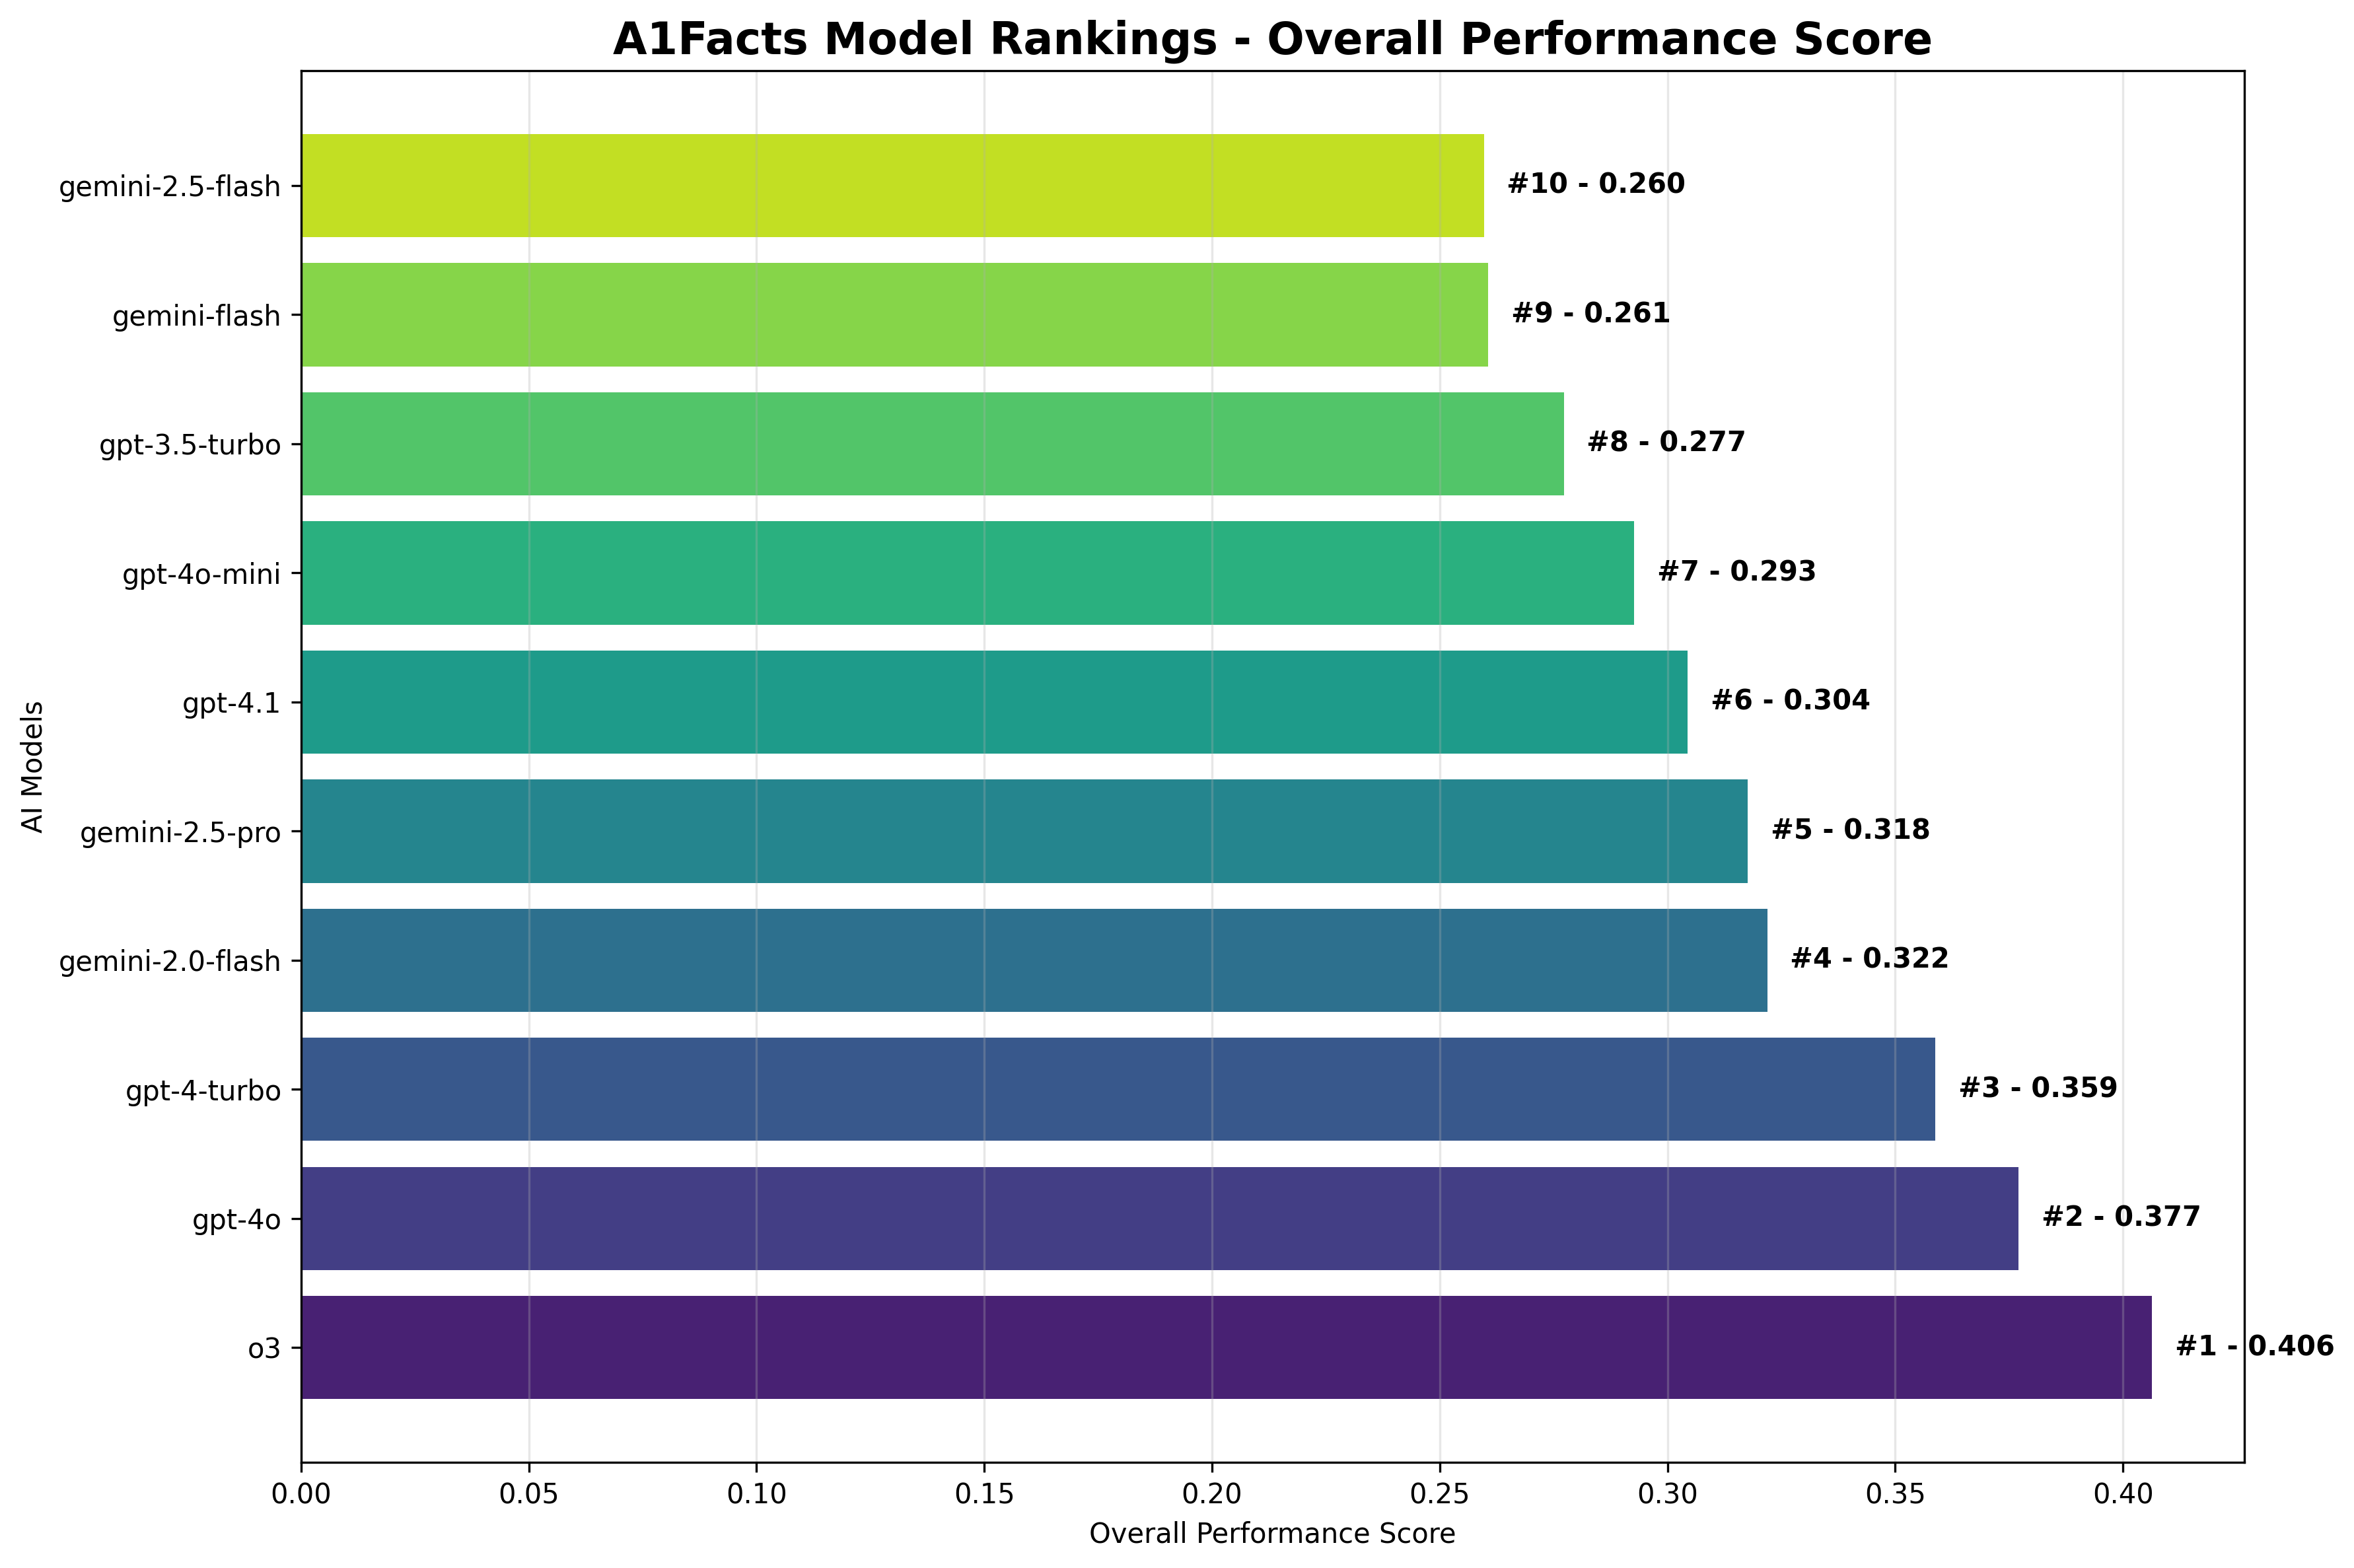 A1Facts Model Rankings - Overall Performance Score
gemini-2.5-flash
#10 - 0.260
gemini-flash
#9 - 0.261
gpt-3.5-turbo
#8 - 0.277
gpt-4o-mini
#7 - 0.293
gpt-4.1
#6 - 0.304
gemini-2.5-pro
#5 - 0.318
gemini-2.0-flash
#4 - 0.322
gpt-4-turbo
#3 - 0.359
gpt-4o
#2 - 0.377
o3
#1 - 0.406
AI Models
0.00 0.05 0.10 0.15 0.20 0.25 0.30 0.35 0.40
Overall Performance Score